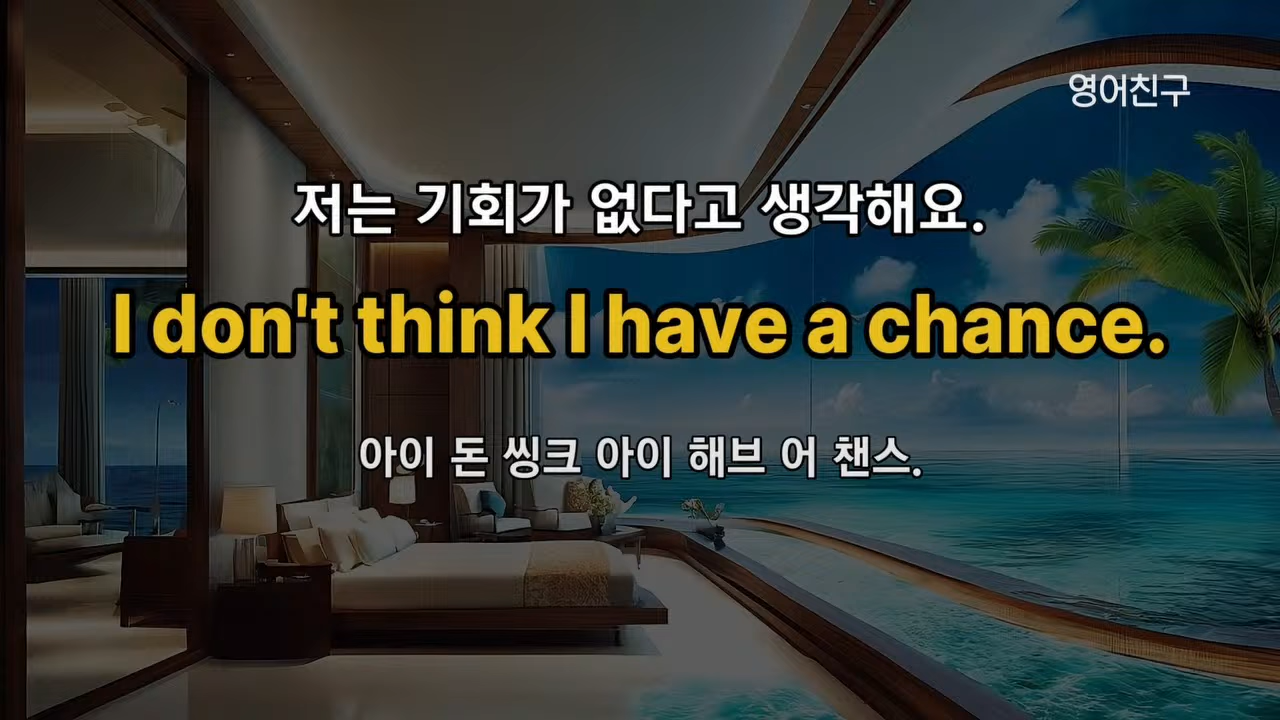 영어친구
저는 기회가 없다고 생각해요.
I don't think I have a chance.
아이 돈 씽크 아이 해브 어 챈스.